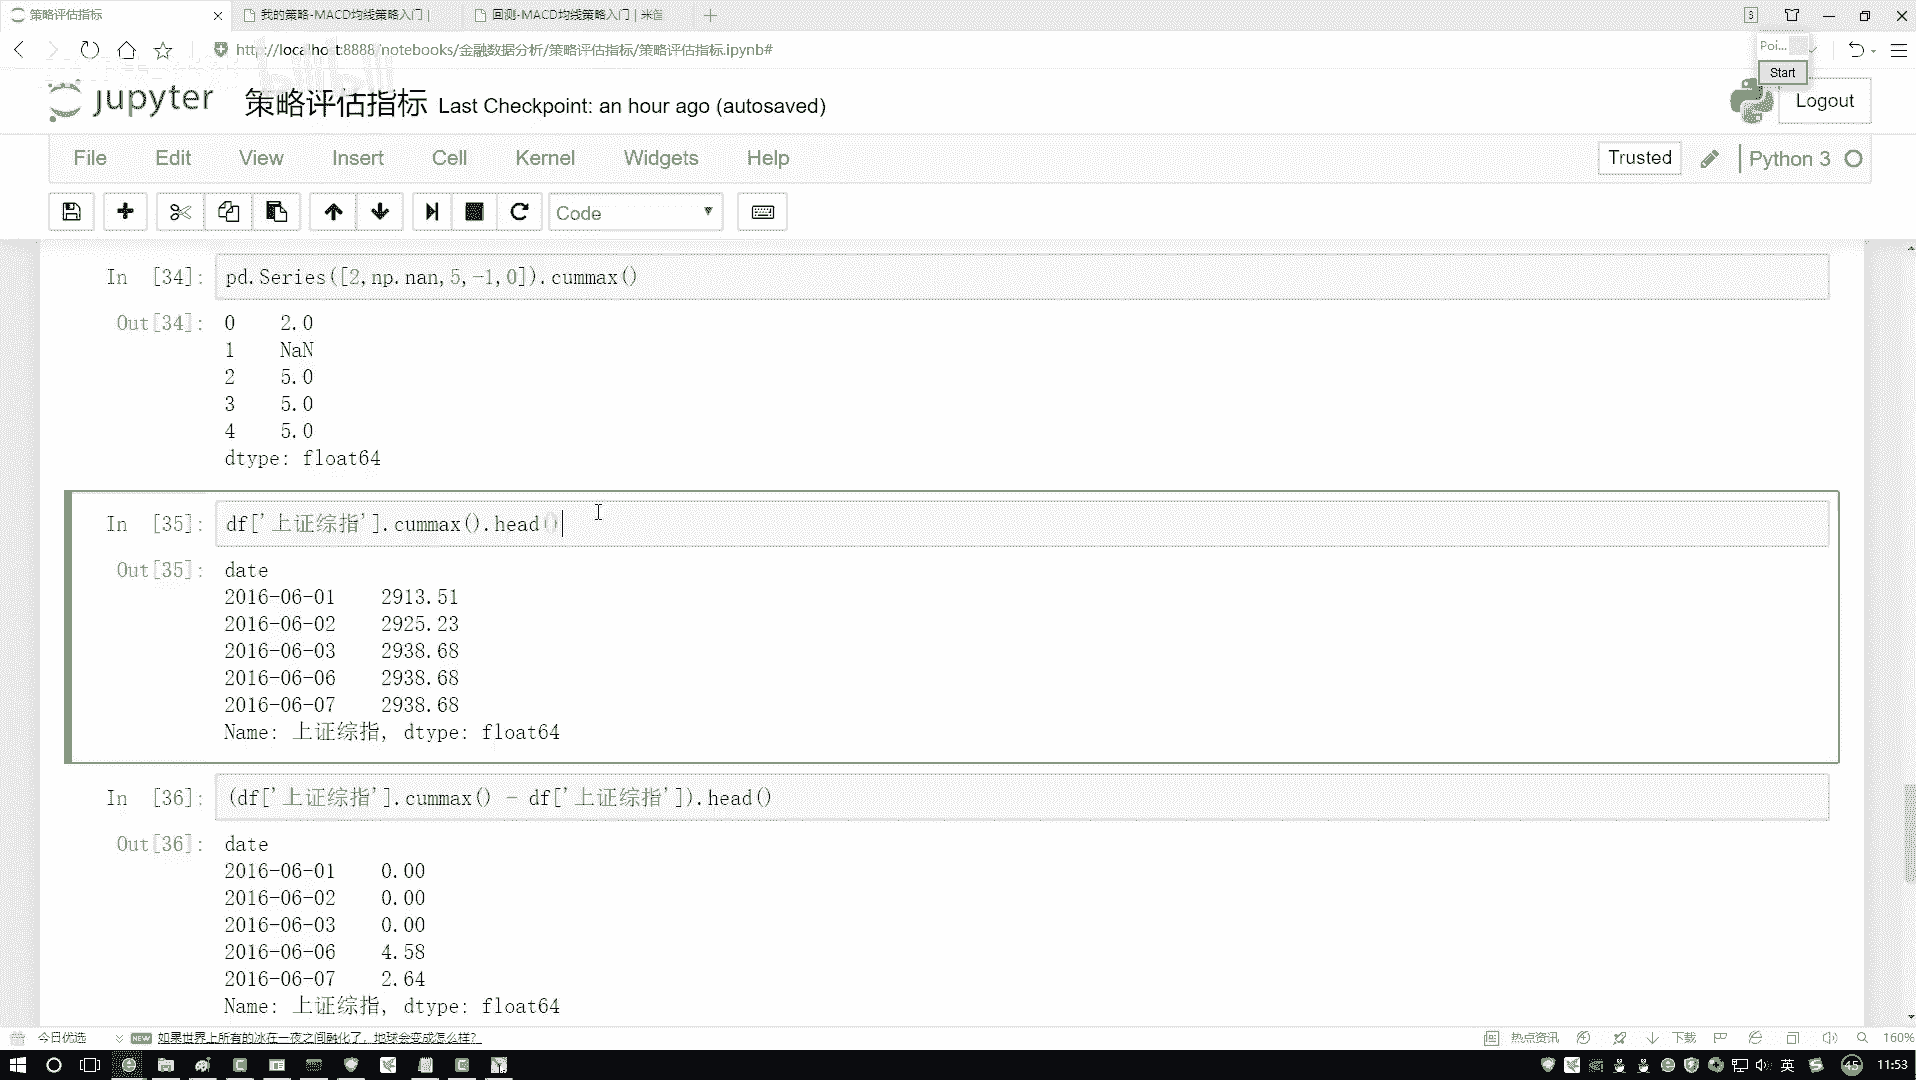 策略评估指标
我的策略-MACD均线策略入门 |
回测-MACD均线策略入门 | 米筐
http://localhost:8888/notebooks/金融数据分析/策略评估指标/策略评估指标.ipynb#
Poi...
Start
jupyter 策略评估指标 Last Checkpoint: an hour ago (autosaved)
Logout
File Edit View Insert Cell Kernel Widgets Help
Trusted
Python 3
Code
In [34]: pd.Series([2,np.nan,5,-1,0]).cummax()
Out[34]: 0 2.0
1 NaN
2 5.0
3 5.0
4 5.0
dtype: float64
In [35]: df['上证综指'].cummax().head()
Out[35]: date
2016-06-01 2913.51
2016-06-02 2925.23
2016-06-03 2938.68
2016-06-06 2938.68
2016-06-07 2938.68
Name: 上证综指, dtype: float64
In [36]: (df['上证综指'].cummax() - df['上证综指']).head()
Out[36]: date
2016-06-01 0.00
2016-06-02 0.00
2016-06-03 0.00
2016-06-06 4.58
2016-06-07 2.64
Name: 上证综指, dtype: float64
今日优选
NEW 如果世界上所有的冰在一夜之间融化了，地球会变成怎么样？
热点资讯
下载
160%
英
45
11:53